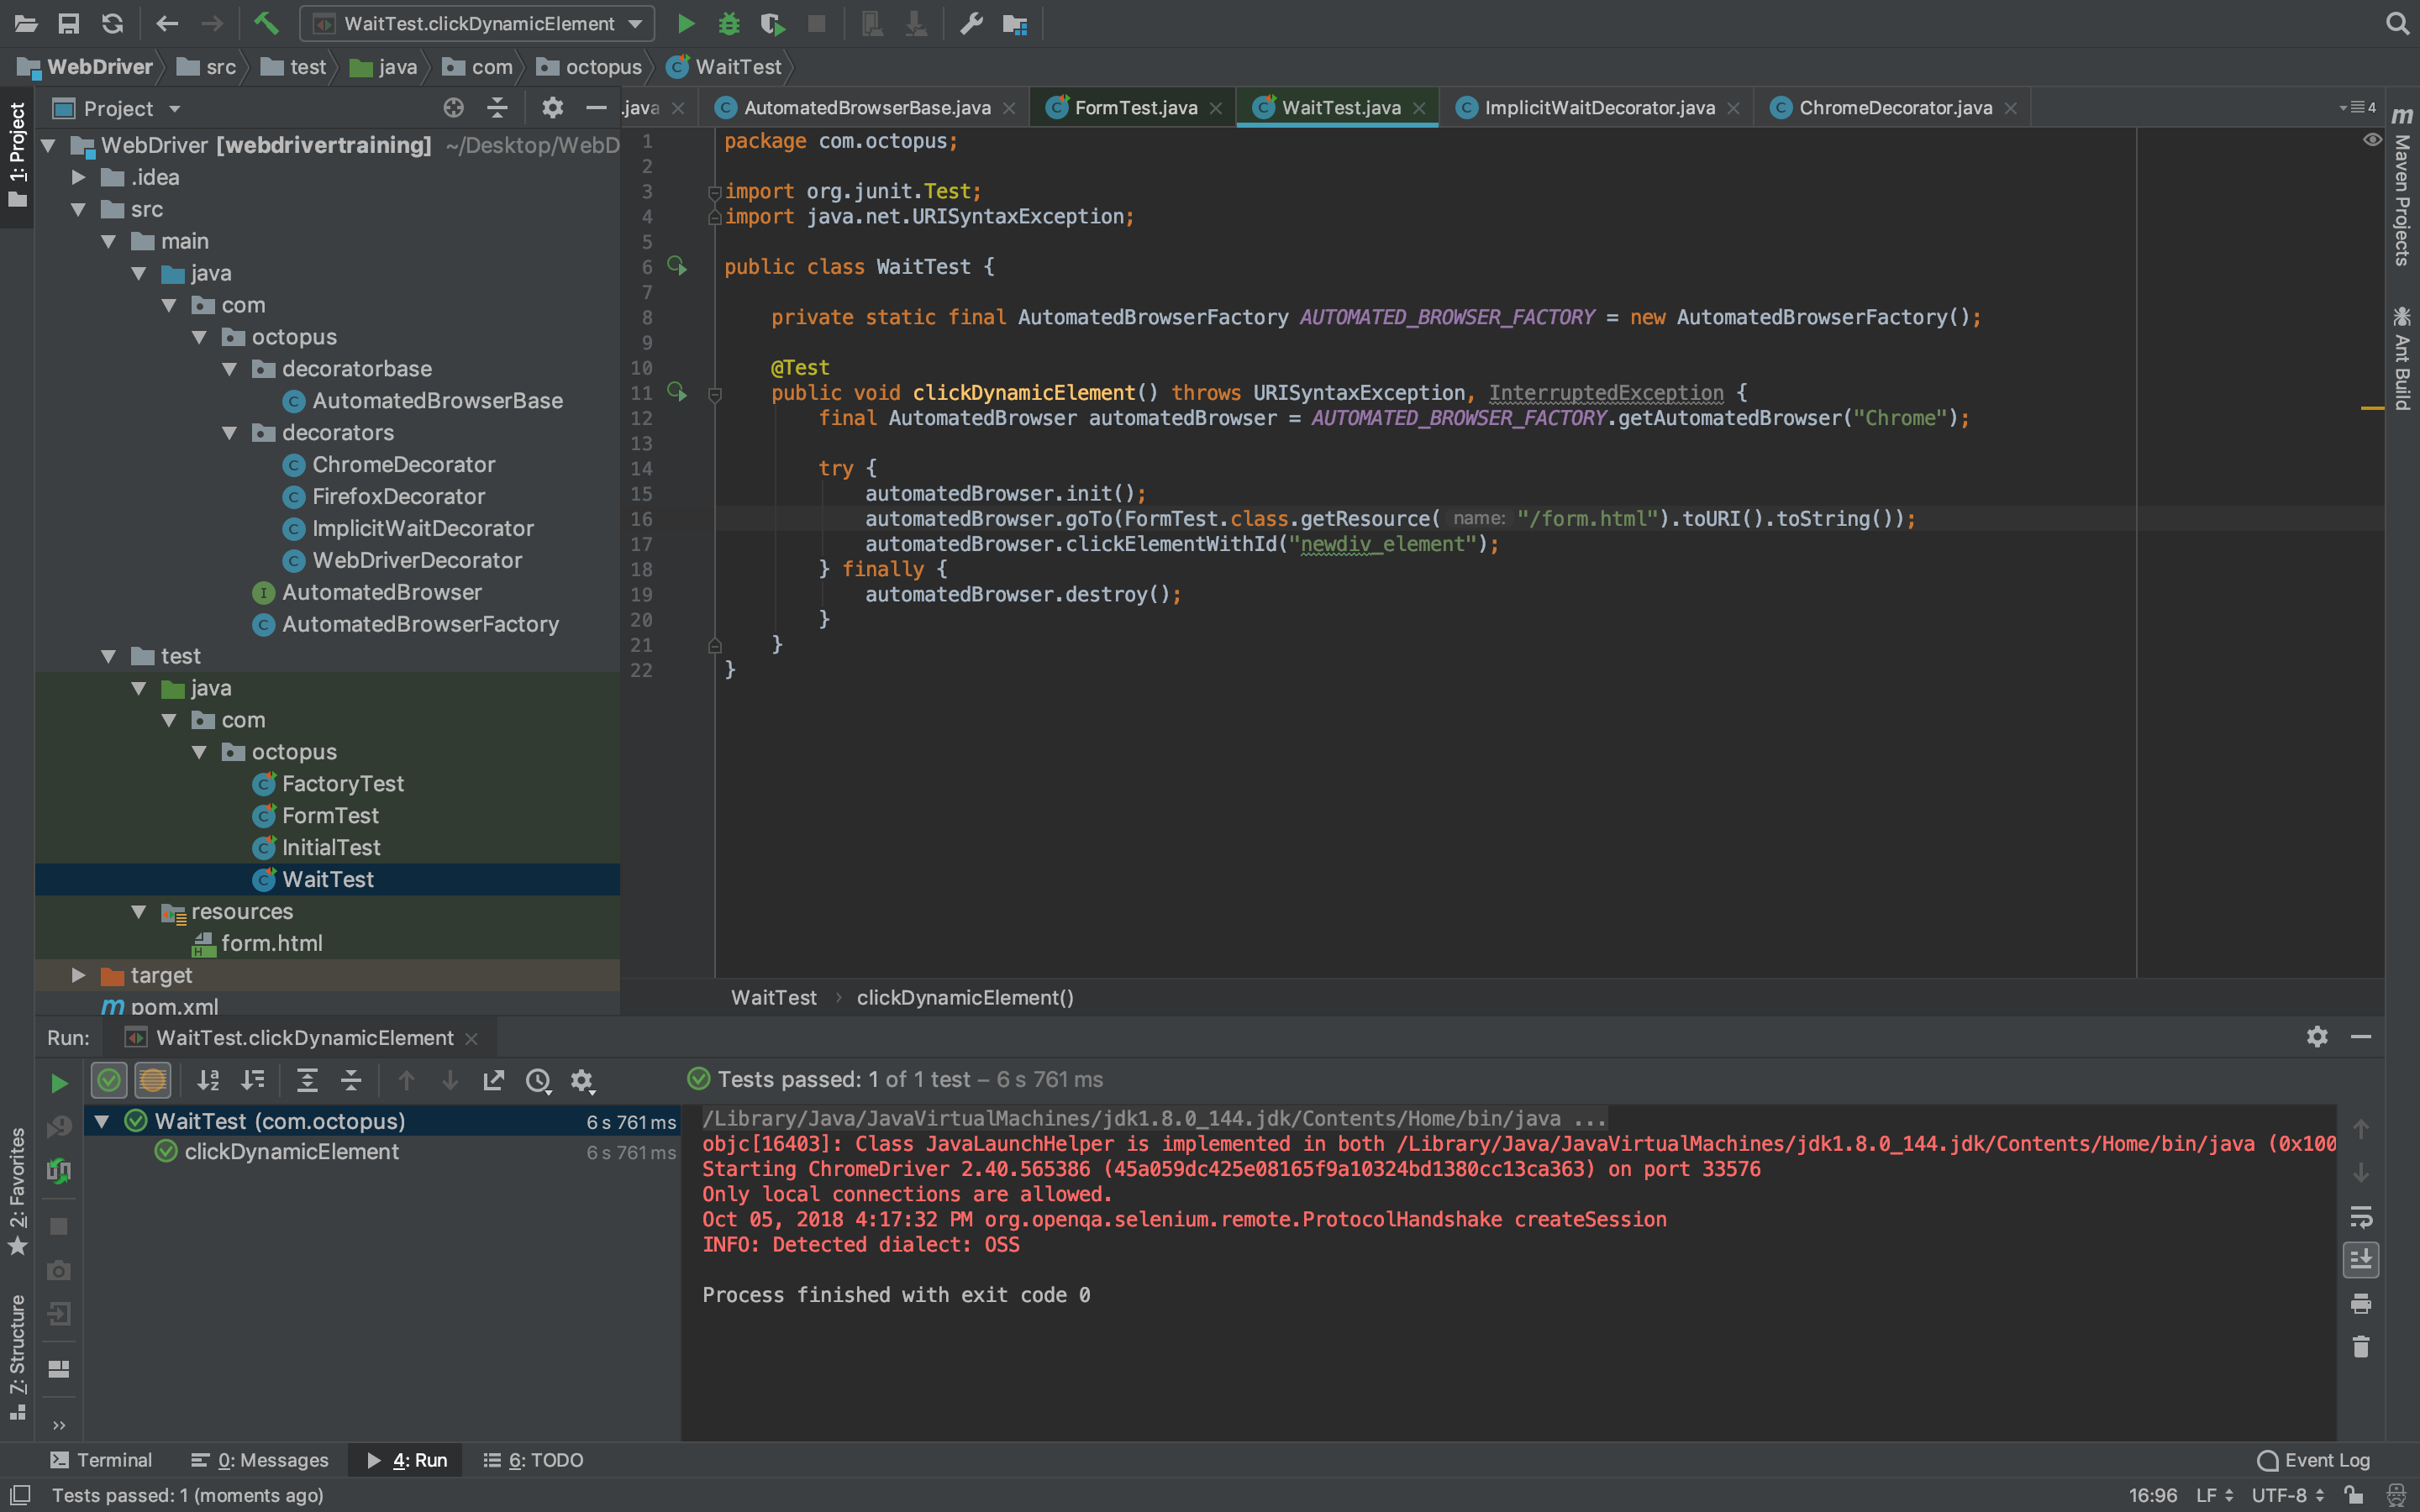 WaitTest.clickDynamicElement
WebDriver src test java com octopus WaitTest
1: Project
Project
.java AutomatedBrowserBase.java FormTest.java WaitTest.java ImplicitWaitDecorator.java ChromeDecorator.java 4
WebDriver [webdrivertraining] ~/Desktop/WebD
.idea
src
main
java
com
octopus
decoratorbase
AutomatedBrowserBase
decorators
ChromeDecorator
FirefoxDecorator
ImplicitWaitDecorator
WebDriverDecorator
AutomatedBrowser
AutomatedBrowserFactory
test
java
com
octopus
FactoryTest
FormTest
InitialTest
WaitTest
resources
form.html
target
pom.xml
1 package com.octopus;
2
3 import org.junit.Test;
4 import java.net.URISyntaxException;
5
6 public class WaitTest {
7
8 private static final AutomatedBrowserFactory AUTOMATED_BROWSER_FACTORY = new AutomatedBrowserFactory();
9
10 @Test
11 public void clickDynamicElement() throws URISyntaxException, InterruptedException {
12 final AutomatedBrowser automatedBrowser = AUTOMATED_BROWSER_FACTORY.getAutomatedBrowser("Chrome");
13
14 try {
15 automatedBrowser.init();
16 automatedBrowser.goTo(FormTest.class.getResource( name: "/form.html").toURI().toString());
17 automatedBrowser.clickElementWithId("newdiv_element");
18 } finally {
19 automatedBrowser.destroy();
20 }
21 }
22 }
WaitTest › clickDynamicElement()
Maven Projects
Ant Build
Run: WaitTest.clickDynamicElement
Tests passed: 1 of 1 test – 6 s 761 ms
WaitTest (com.octopus) 6 s 761 ms
clickDynamicElement 6 s 761 ms
/Library/Java/JavaVirtualMachines/jdk1.8.0_144.jdk/Contents/Home/bin/java ...
objc[16403]: Class JavaLaunchHelper is implemented in both /Library/Java/JavaVirtualMachines/jdk1.8.0_144.jdk/Contents/Home/bin/java (0x100
Starting ChromeDriver 2.40.565386 (45a059dc425e08165f9a10324bd1380cc13ca363) on port 33576
Only local connections are allowed.
Oct 05, 2018 4:17:32 PM org.openqa.selenium.remote.ProtocolHandshake createSession
INFO: Detected dialect: OSS
Process finished with exit code 0
2: Favorites
7: Structure
Terminal 0: Messages 4: Run 6: TODO Event Log
Tests passed: 1 (moments ago) 16:96 LF UTF-8